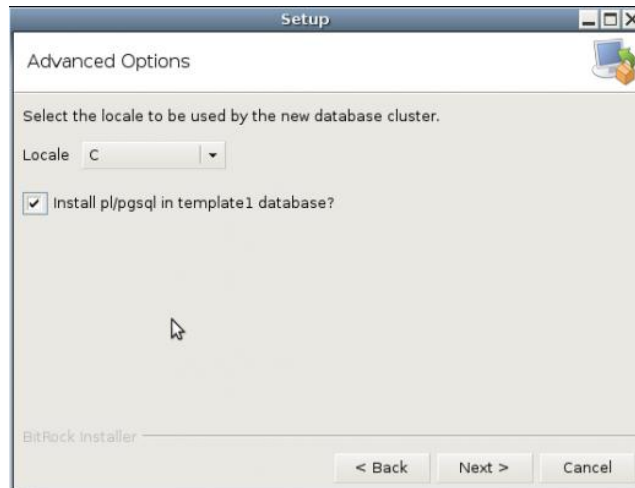 Setup
Advanced Options
Select the locale to be used by the new database cluster.
Locale C
Install pl/pgsql in template1 database?
BitRock Installer
< Back Next > Cancel